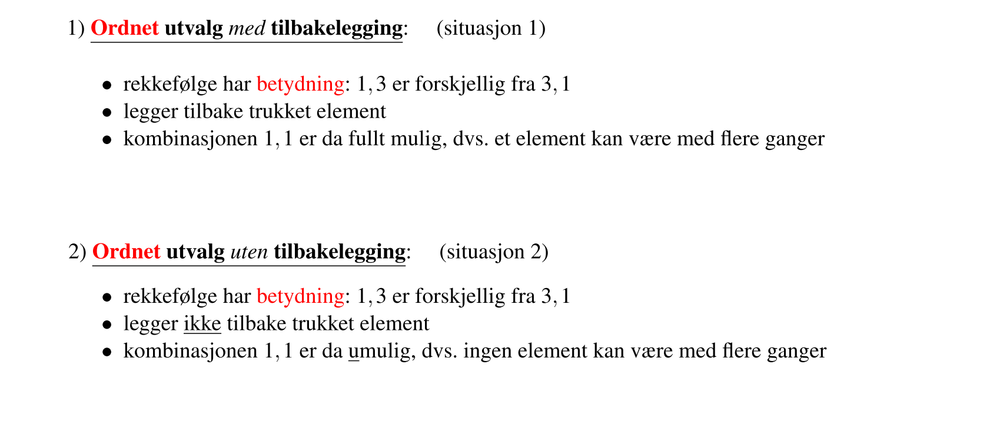 1) Ordnet utvalg med tilbakelegging: (situasjon 1)
• rekkefølge har betydning: 1, 3 er forskjellig fra 3, 1
• legger tilbake trukket element
• kombinasjonen 1, 1 er da fullt mulig, dvs. et element kan være med flere ganger
2) Ordnet utvalg uten tilbakelegging: (situasjon 2)
• rekkefølge har betydning: 1, 3 er forskjellig fra 3, 1
• legger ikke tilbake trukket element
• kombinasjonen 1, 1 er da umulig, dvs. ingen element kan være med flere ganger